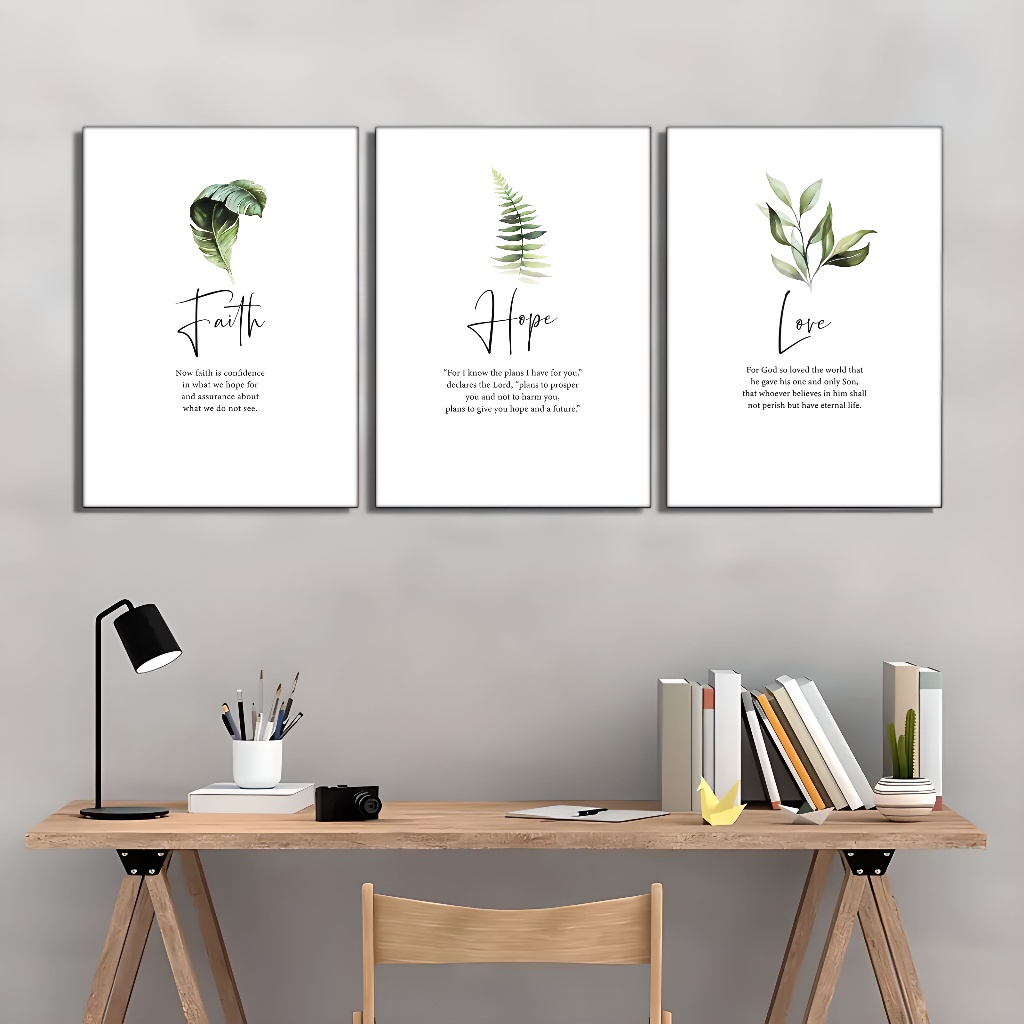 Faith
Now faith is confidence
in what we hope for
and assurance about
what we do not see.
Hope
“For I know the plans I have for you,”
declares the Lord, “plans to prosper
you and not to harm you,
plans to give you hope and a future.”
Love
For God so loved the world that
he gave his one and only Son,
that whoever believes in him shall
not perish but have eternal life.